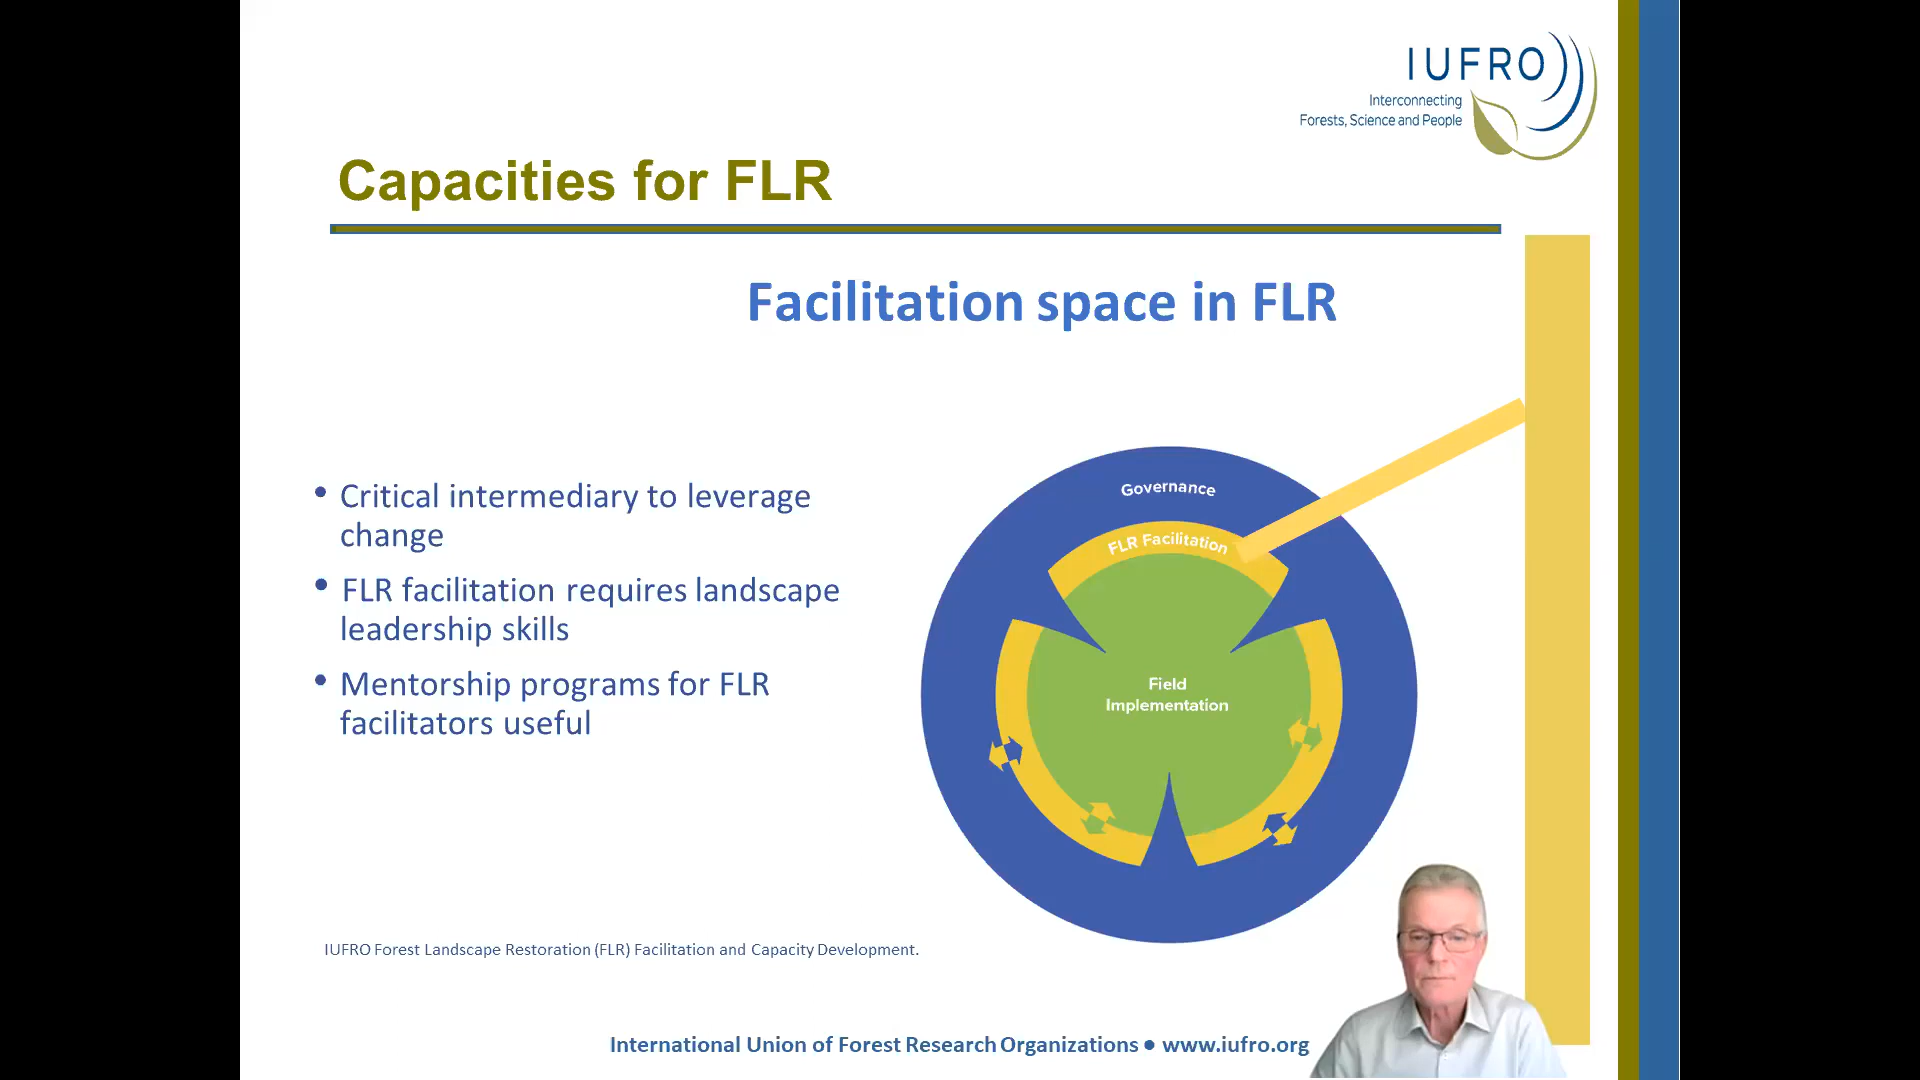 IUFRO
Interconnecting
Forests, Science and People
Capacities for FLR
Facilitation space in FLR
• Critical intermediary to leverage
change
• FLR facilitation requires landscape
leadership skills
• Mentorship programs for FLR
facilitators useful
Governance
FLR Facilitation
Field
Implementation
IUFRO Forest Landscape Restoration (FLR) Facilitation and Capacity Development.
International Union of Forest Research Organizations ● www.iufro.org